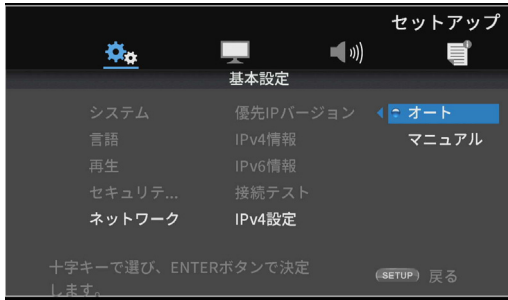 セットアップ
基本設定
システム
優先IPバージョン
オート
言語
IPv4情報
マニュアル
再生
IPv6情報
セキュリテ...
接続テスト
ネットワーク
IPv4設定
十字キーで選び、ENTERボタンで決定
します。
SETUP 戻る